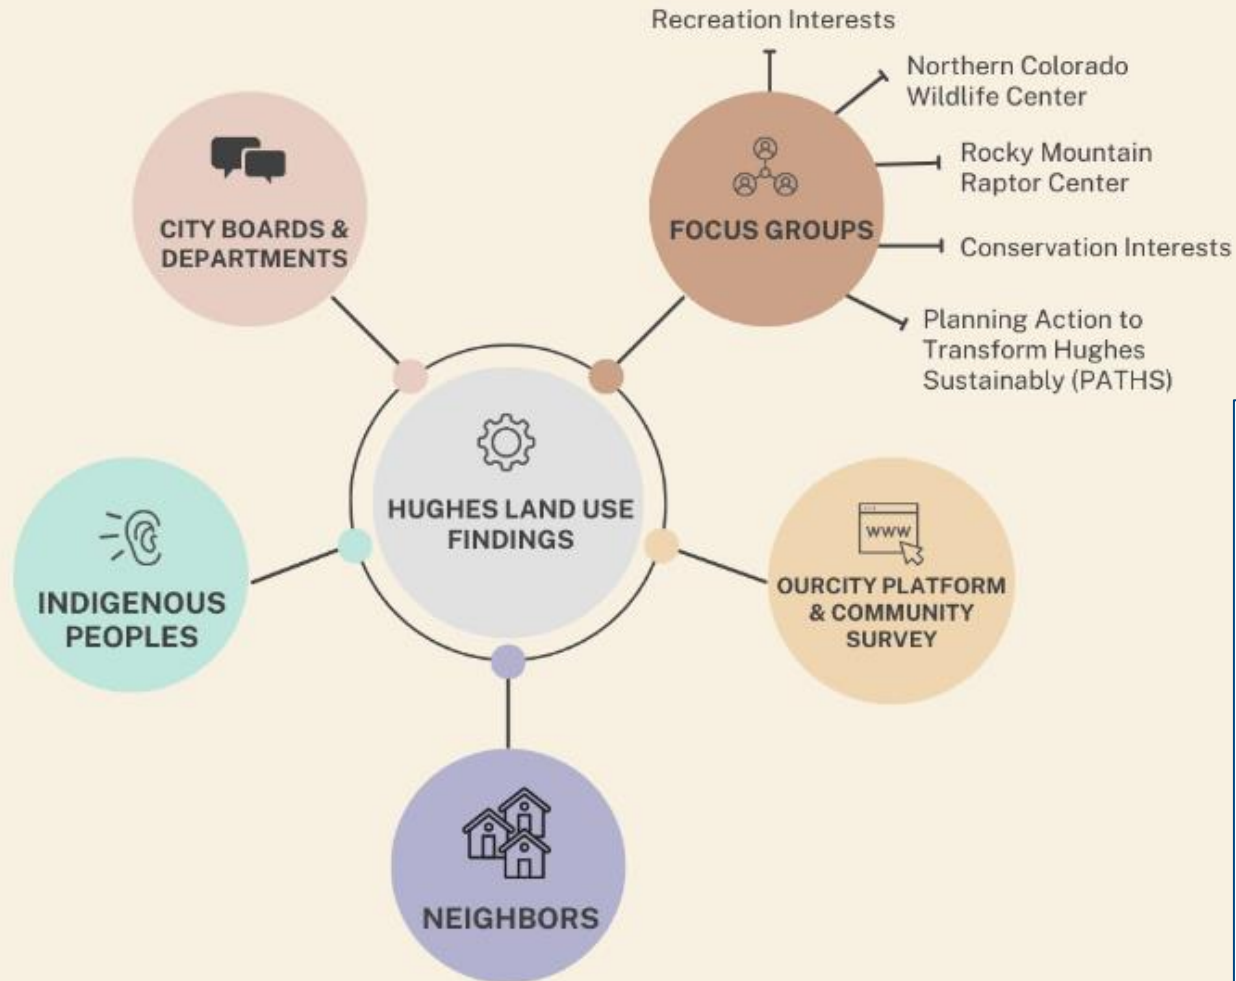 Recreation Interests
Northern Colorado
Wildlife Center
Rocky Mountain
Raptor Center
Conservation Interests
Planning Action to
Transform Hughes
Sustainably (PATHS)
CITY BOARDS &
DEPARTMENTS
FOCUS GROUPS
HUGHES LAND USE
FINDINGS
INDIGENOUS
PEOPLES
www
OURCITY PLATFORM
& COMMUNITY
SURVEY
NEIGHBORS